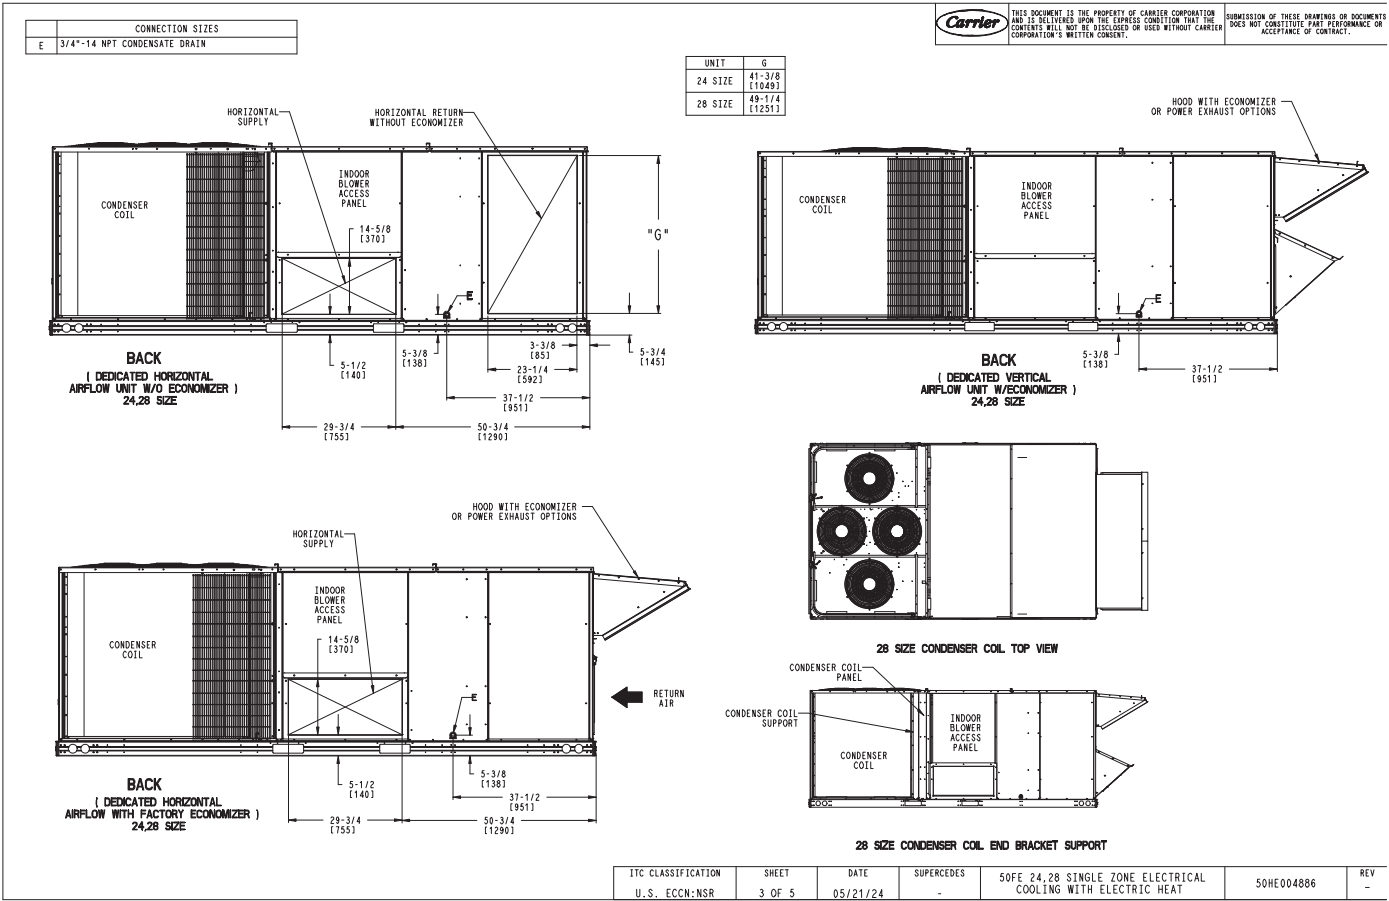 CONNECTION SIZES
E 3/4"-14 NPT CONDENSATE DRAIN
Carrier
THIS DOCUMENT IS THE PROPERTY OF CARRIER CORPORATION
AND IS DELIVERED UPON THE EXPRESS CONDITION THAT THE
CONTENTS WILL NOT BE DISCLOSED OR USED WITHOUT CARRIER
CORPORATION'S WRITTEN CONSENT.
SUBMISSION OF THESE DRAWINGS OR DOCUMENTS
DOES NOT CONSTITUTE PART PERFORMANCE OR
ACCEPTANCE OF CONTRACT.
UNIT G
24 SIZE 41-3/8
[1049]
28 SIZE 49-1/4
[1251]
HORIZONTAL
SUPPLY
HORIZONTAL RETURN
WITHOUT ECONOMIZER
CONDENSER
COIL
INDOOR
BLOWER
ACCESS
PANEL
14-5/8
[370]
"G"
E
5-1/2
[140]
5-3/8
[138]
3-3/8
[85]
23-1/4
[592]
5-3/4
[145]
37-1/2
[951]
29-3/4
[755]
50-3/4
[1290]
BACK
( DEDICATED HORIZONTAL
AIRFLOW UNIT W/O ECONOMIZER )
24,28 SIZE
HOOD WITH ECONOMIZER
OR POWER EXHAUST OPTIONS
CONDENSER
COIL
INDOOR
BLOWER
ACCESS
PANEL
E
5-3/8
[138]
37-1/2
[951]
BACK
( DEDICATED VERTICAL
AIRFLOW UNIT W/ECONOMIZER )
24,28 SIZE
HOOD WITH ECONOMIZER
OR POWER EXHAUST OPTIONS
HORIZONTAL
SUPPLY
INDOOR
BLOWER
ACCESS
PANEL
CONDENSER
COIL
14-5/8
[370]
E
RETURN
AIR
5-1/2
[140]
5-3/8
[138]
37-1/2
[951]
29-3/4
[755]
50-3/4
[1290]
BACK
( DEDICATED HORIZONTAL
AIRFLOW WITH FACTORY ECONOMIZER )
24,28 SIZE
28 SIZE CONDENSER COIL TOP VIEW
CONDENSER COIL
PANEL
CONDENSER COIL
SUPPORT
INDOOR
BLOWER
ACCESS
PANEL
CONDENSER
COIL
28 SIZE CONDENSER COIL END BRACKET SUPPORT
ITC CLASSIFICATION
U.S. ECCN:NSR
SHEET
3 OF 5
DATE
05/21/24
SUPERCEDES
-
50FE 24,28 SINGLE ZONE ELECTRICAL
COOLING WITH ELECTRIC HEAT
50HE004886
REV
-